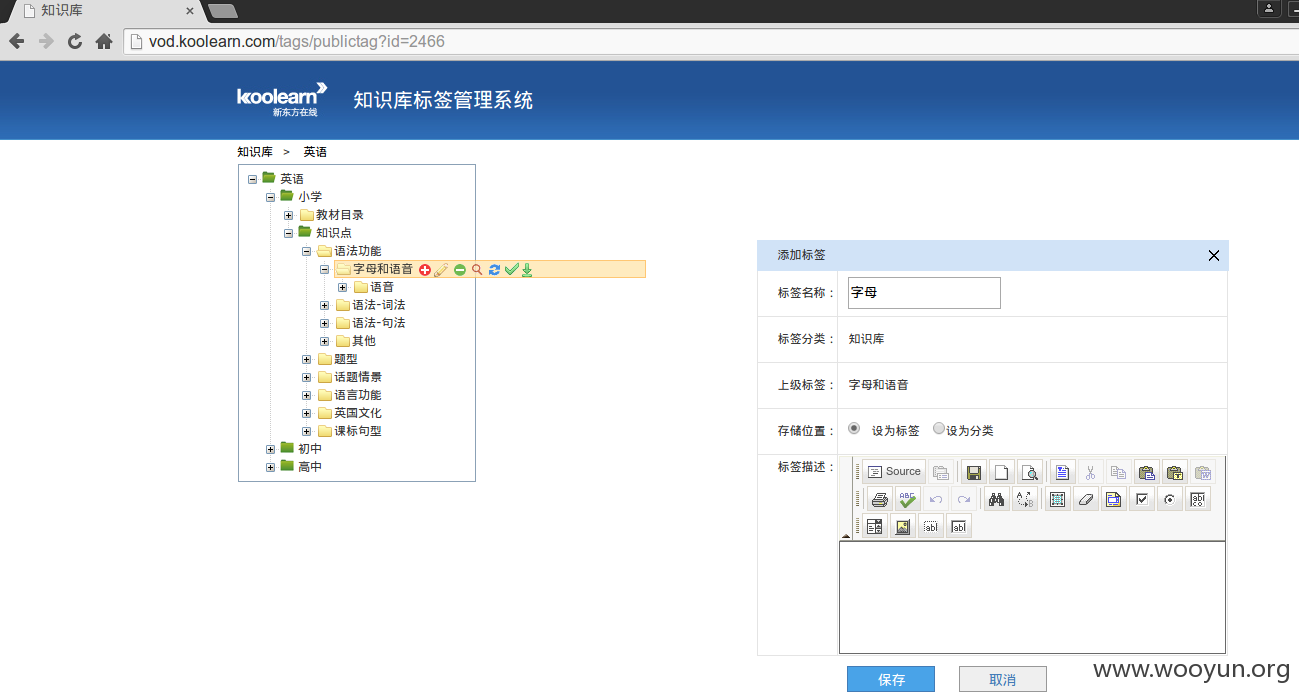 知识库
vod.koolearn.com/tags/publictag?id=2466
koolearn
新东方在线
知识库标签管理系统
知识库 > 英语
英语
小学
教材目录
知识点
语法功能
字母和语音
语音
语法-词法
语法-句法
其他
题型
话题情景
语言功能
英国文化
课标句型
初中
高中
添加标签
标签名称： 字母
标签分类： 知识库
上级标签： 字母和语音
存储位置： 设为标签 设为分类
标签描述： Source
保存 取消
www.wooyun.org